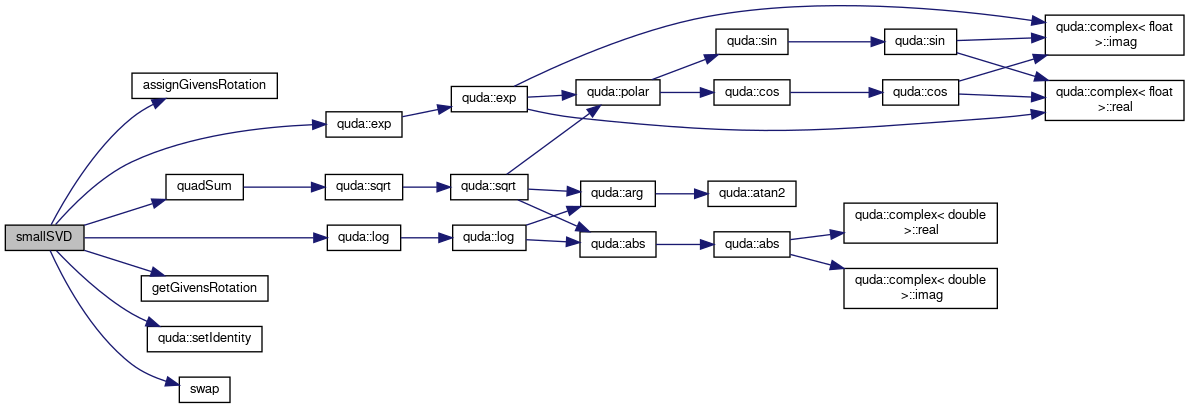 smallSVD
assignGivensRotation
quda::exp
quadSum
quda::log
getGivensRotation
quda::setIdentity
swap
quda::sqrt
quda::exp
quda::sqrt
quda::log
quda::polar
quda::arg
quda::abs
quda::sin
quda::cos
quda::atan2
quda::abs
quda::sin
quda::cos
quda::complex< double
>::real
quda::complex< double
>::imag
quda::complex< float
>::imag
quda::complex< float
>::real